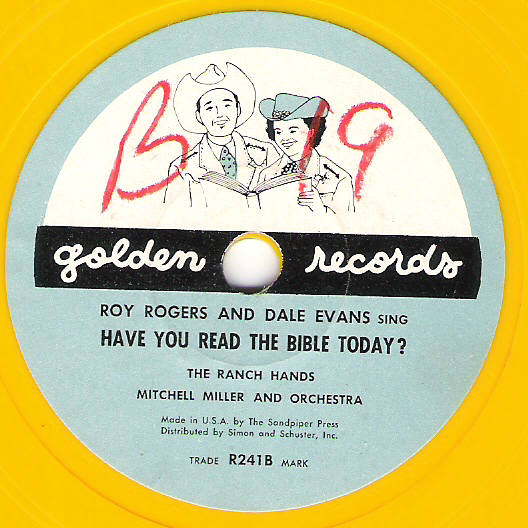 B 19
golden records
ROY ROGERS AND DALE EVANS SING
HAVE YOU READ THE BIBLE TODAY?
THE RANCH HANDS
MITCHELL MILLER AND ORCHESTRA
Made in U.S.A. by The Sandpiper Press
Distributed by Simon and Schuster, Inc.
TRADE R241B MARK